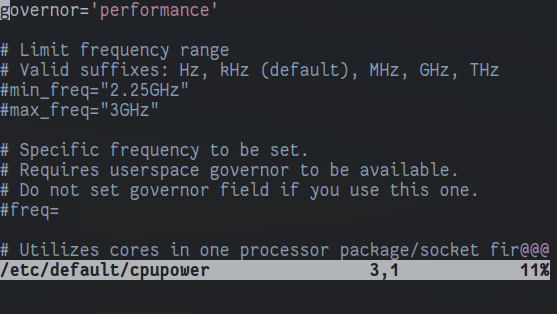 governor='performance'
# Limit frequency range
# Valid suffixes: Hz, kHz (default), MHz, GHz, THz
#min_freq="2.25GHz"
#max_freq="3GHz"
# Specific frequency to be set.
# Requires userspace governor to be available.
# Do not set governor field if you use this one.
#freq=
# Utilizes cores in one processor package/socket fir@@@
/etc/default/cpupower 3,1 11%